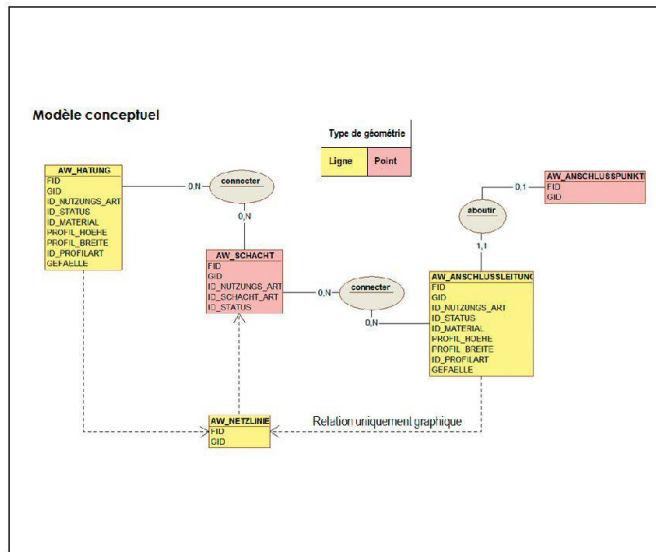 Modèle conceptuel
Type de géométrie
Ligne
Point
AW_HATUNG
FID
GID
ID_NUTZUNGS_ART
ID_STATUS
ID_MATERIAL
PROFIL_HOEHE
PROFIL_BREITE
ID_PROFILART
GEFAELLE
0,N
connecter
0,N
AW_SCHACHT
FID
GID
ID_NUTZUNGS_ART
ID_SCHACHT_ART
ID_STATUS
0,N
connecter
0,N
AW_ANSCHLUSSPUNKT
FID
GID
0,1
aboutir
1,1
AW_ANSCHLUSSLEITUNG
FID
GID
ID_NUTZUNGS_ART
ID_STATUS
ID_MATERIAL
PROFIL_HOEHE
PROFIL_BREITE
ID_PROFILART
GEFAELLE
AW_NETZLINIE
FID
GID
Relation uniquement graphique